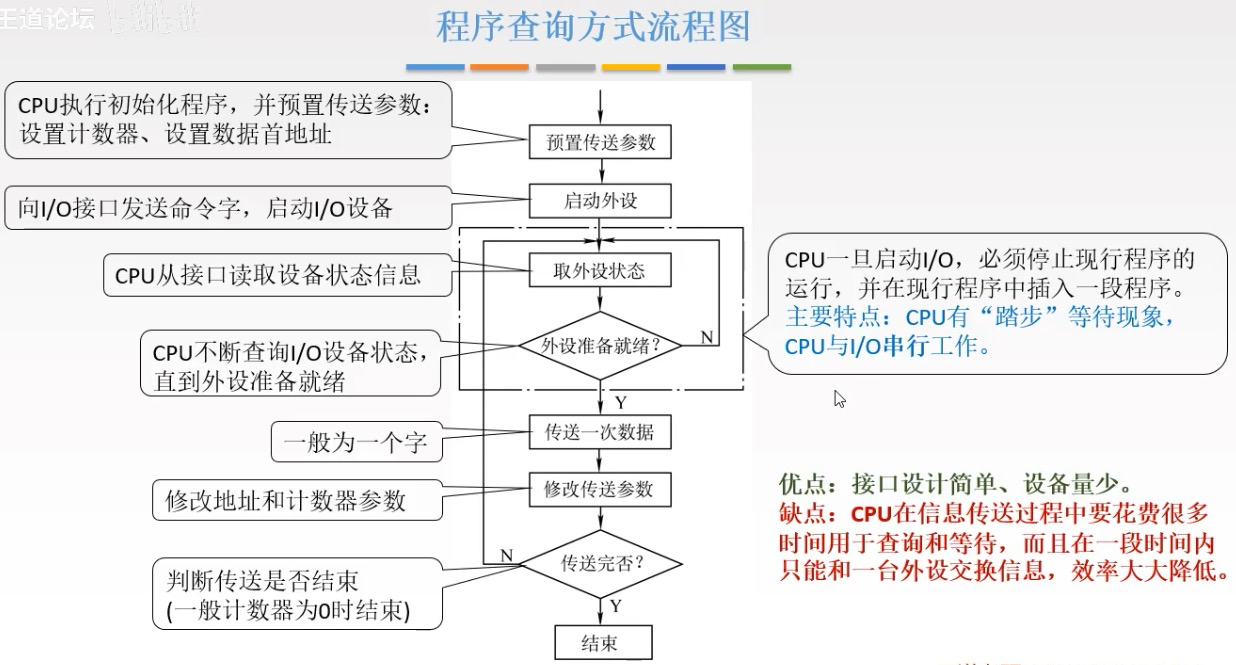 王道论坛
程序查询方式流程图
CPU执行初始化程序，并预置传送参数：
设置计数器、设置数据首地址
预置传送参数
向I/O接口发送命令字，启动I/O设备
启动外设
CPU从接口读取设备状态信息
取外设状态
CPU不断查询I/O设备状态，
直到外设准备就绪
外设准备就绪？
N
Y
CPU一旦启动I/O，必须停止现行程序的
运行，并在现行程序中插入一段程序。
主要特点：CPU有“踏步”等待现象，
CPU与I/O串行工作。
一般为一个字
传送一次数据
修改地址和计数器参数
修改传送参数
优点：接口设计简单、设备量少。
缺点：CPU在信息传送过程中要花费很多
时间用于查询和等待，而且在一段时间内
只能和一台外设交换信息，效率大大降低。
判断传送是否结束
(一般计数器为0时结束)
N
传送完否？
Y
结束